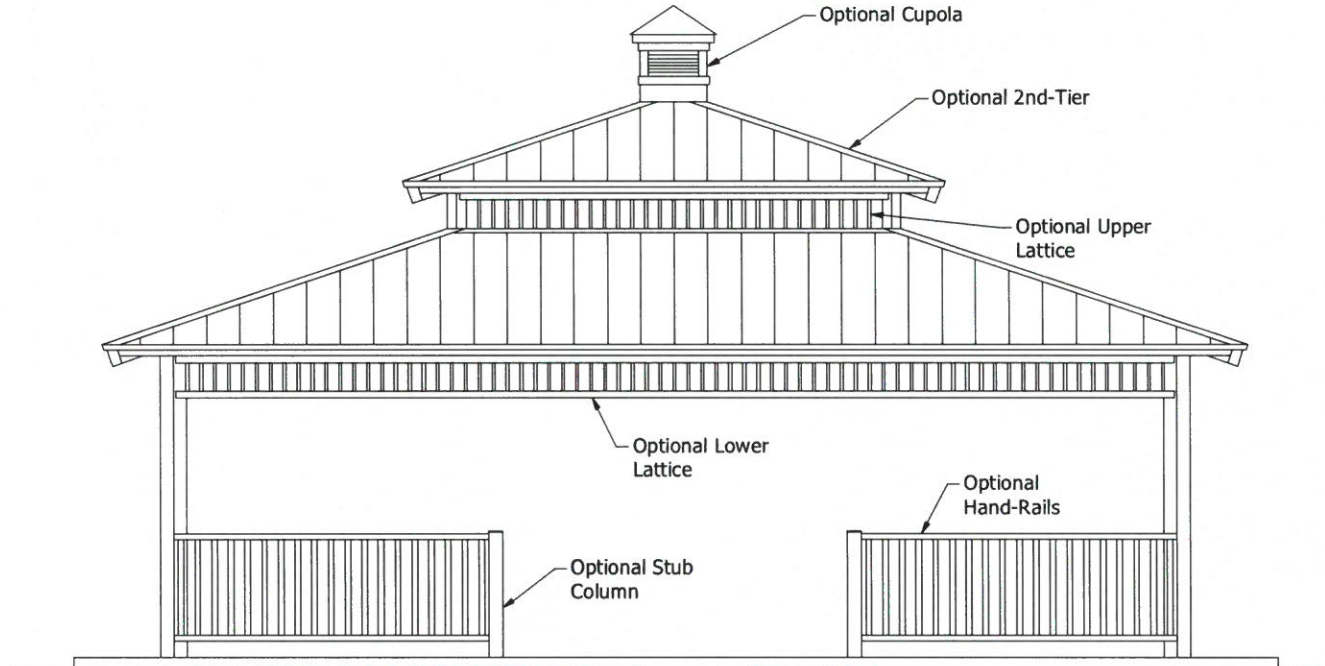 Optional Cupola
Optional 2nd-Tier
Optional Upper
Lattice
Optional Lower
Lattice
Optional
Hand-Rails
Optional Stub
Column